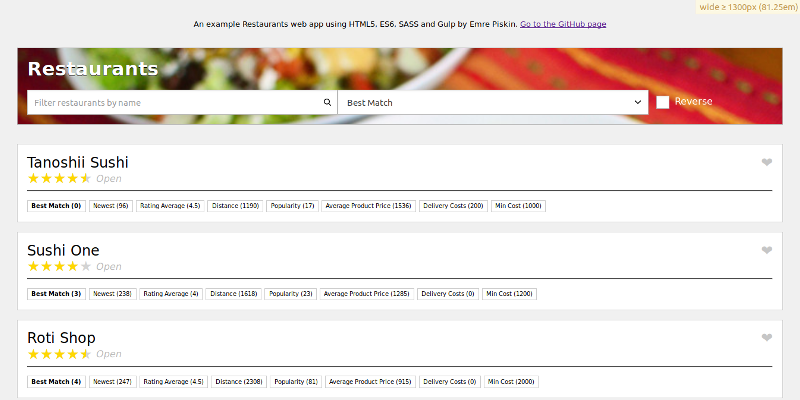 wide ≥ 1300px (81.25em)
An example Restaurants web app using HTML5, ES6, SASS and Gulp by Emre Piskin. Go to the GitHub page
Restaurants
Filter restaurants by name
Best Match
Reverse
Tanoshii Sushi
Open
Best Match (0) Newest (96) Rating Average (4.5) Distance (1190) Popularity (17) Average Product Price (1536) Delivery Costs (200) Min Cost (1000)
Sushi One
Open
Best Match (3) Newest (238) Rating Average (4) Distance (1618) Popularity (23) Average Product Price (1285) Delivery Costs (0) Min Cost (1200)
Roti Shop
Open
Best Match (4) Newest (247) Rating Average (4.5) Distance (2308) Popularity (81) Average Product Price (915) Delivery Costs (0) Min Cost (2000)